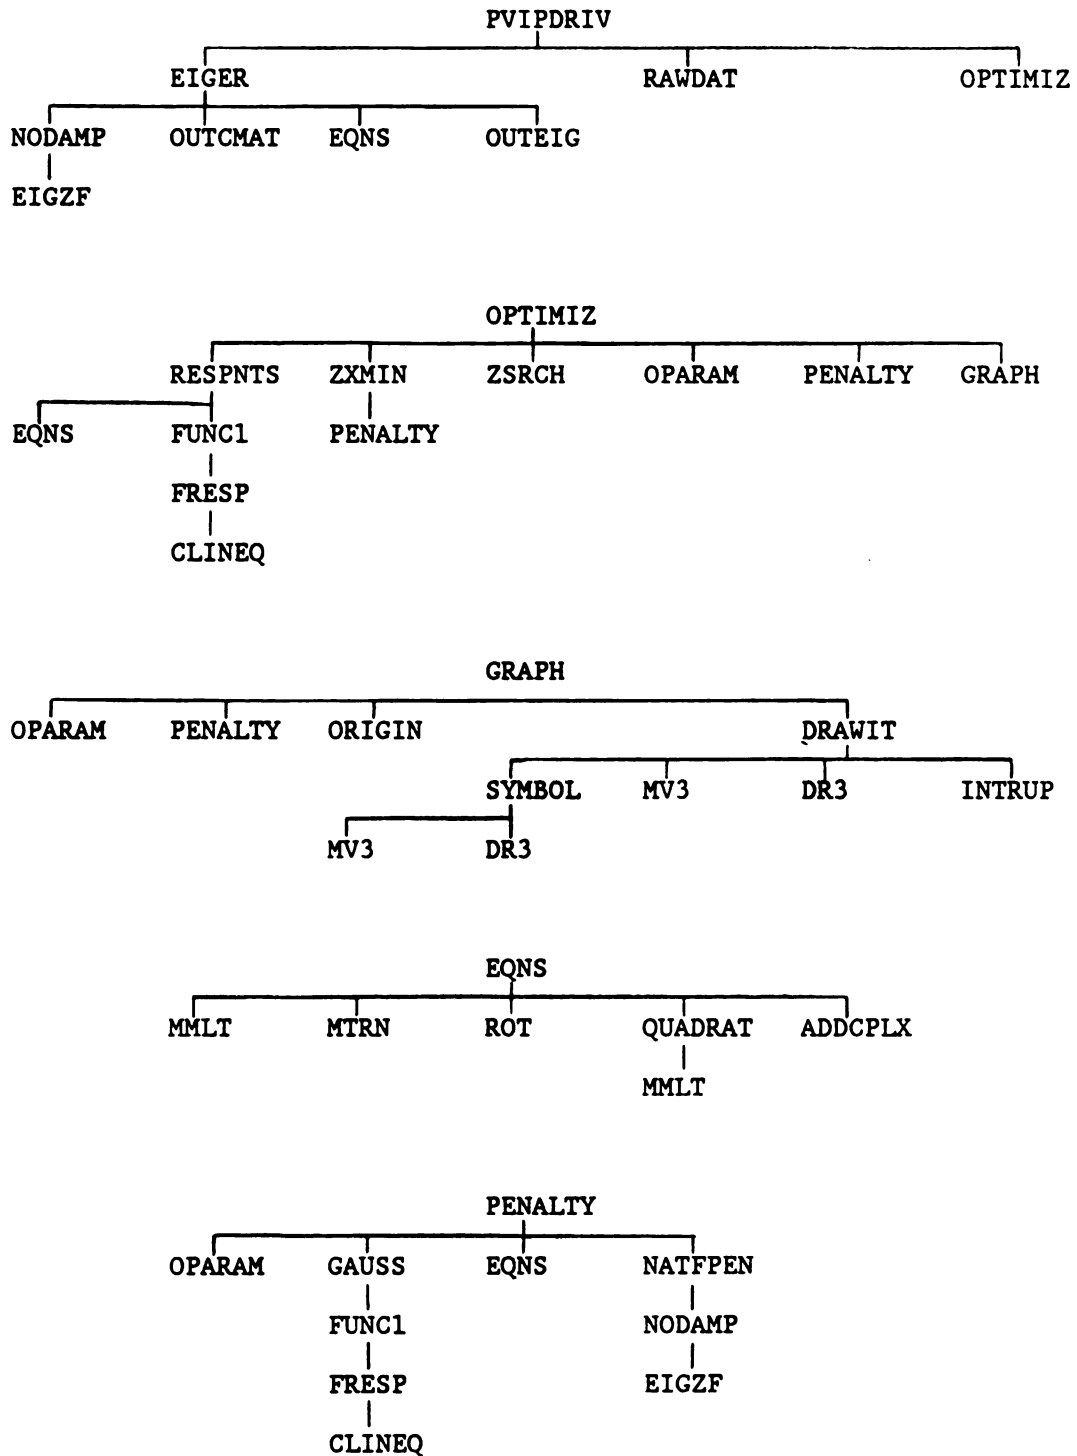 PVIPDRIV
EIGER RAWDAT OPTIMIZ
NODAMP OUTCMAT EQNS OUTEIG
EIGZF
OPTIMIZ
RESPNTS ZXMIN ZSRCH OPARAM PENALTY GRAPH
EQNS FUNC1 PENALTY
FRESP
CLINEQ
GRAPH
OPARAM PENALTY ORIGIN DRAWIT
SYMBOL MV3 DR3 INTRUP
MV3 DR3
EQNS
MMLT MTRN ROT QUADRAT ADDCPLX
MMLT
PENALTY
OPARAM GAUSS EQNS NATFPEN
FUNC1 NODAMP
FRESP EIGZF
CLINEQ